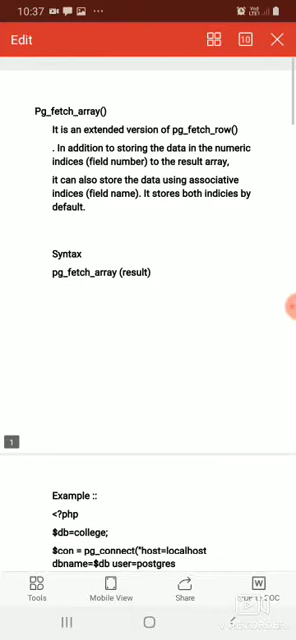 10:37
Edit
10
Pg_fetch_array()
It is an extended version of pg_fetch_row()
. In addition to storing the data in the numeric
indices (field number) to the result array,
it can also store the data using associative
indices (field name). It stores both indicies by
default.
Syntax
pg_fetch_array (result)
1
Example ::
<?php
$db=college;
$con = pg_connect("host=localhost
dbname=$db user=postgres
Tools
Mobile View
Share
W
DOC
RECORDER